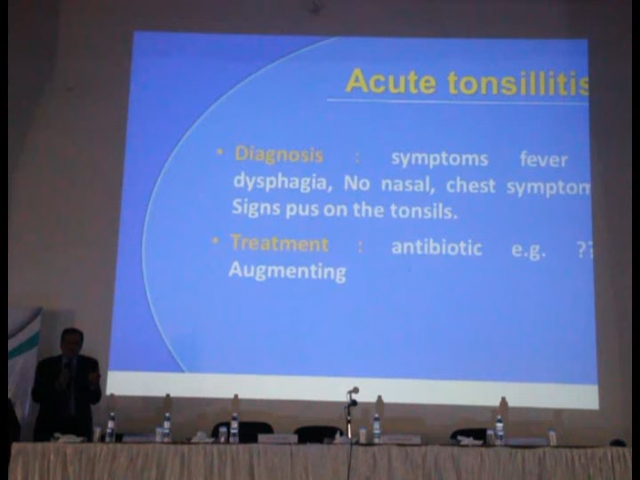 Acute tonsillitis
• Diagnosis : symptoms fever
dysphagia, No nasal, chest symptom
Signs pus on the tonsils.
• Treatment : antibiotic e.g. ??
Augmenting